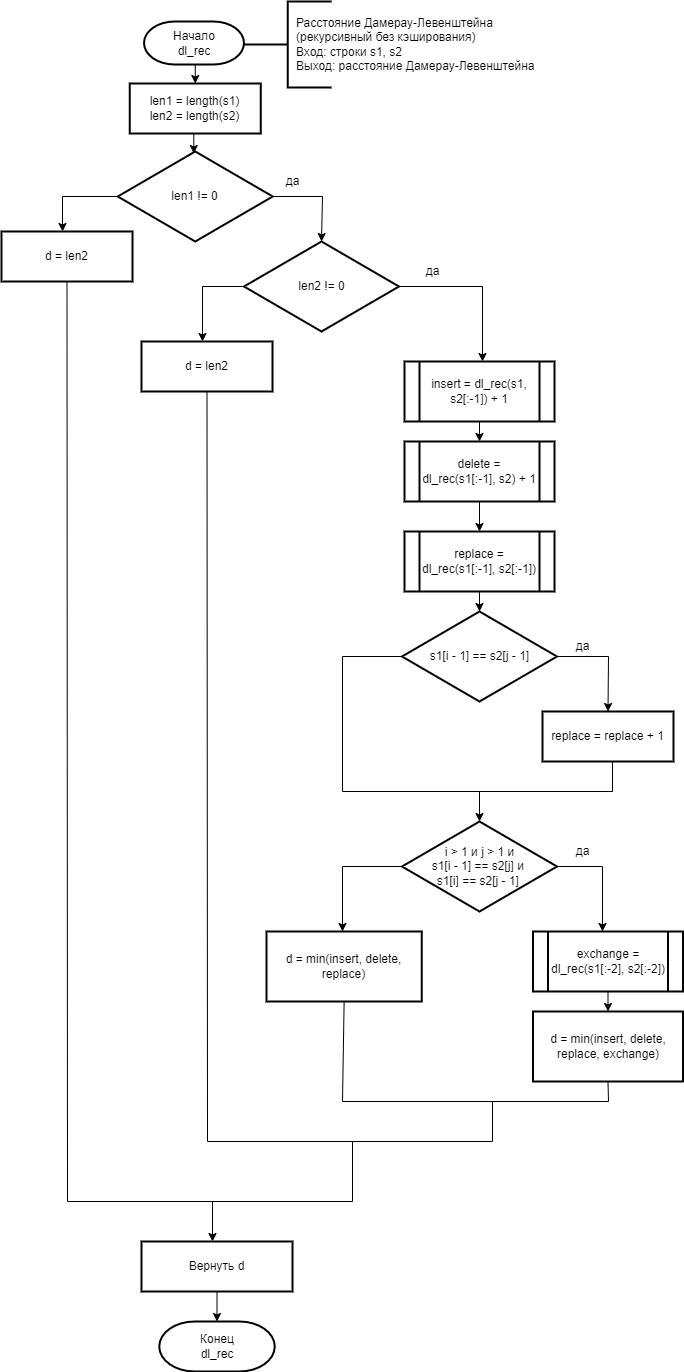 Начало
dl_rec
Расстояние Дамерау-Левенштейна
(рекурсивный без кэширования)
Вход: строки s1, s2
Выход: расстояние Дамерау-Левенштейна
len1 = length(s1)
len2 = length(s2)
len1 != 0
да
d = len2
len2 != 0
да
d = len2
insert = dl_rec(s1,
s2[:-1]) + 1
delete =
dl_rec(s1[:-1], s2) + 1
replace =
dl_rec(s1[:-1], s2[:-1])
s1[i - 1] == s2[j - 1]
да
replace = replace + 1
i > 1 и j > 1 и
s1[i - 1] == s2[j] и
s1[i] == s2[j - 1]
да
d = min(insert, delete,
replace)
exchange =
dl_rec(s1[:-2], s2[:-2])
d = min(insert, delete,
replace, exchange)
Вернуть d
Конец
dl_rec